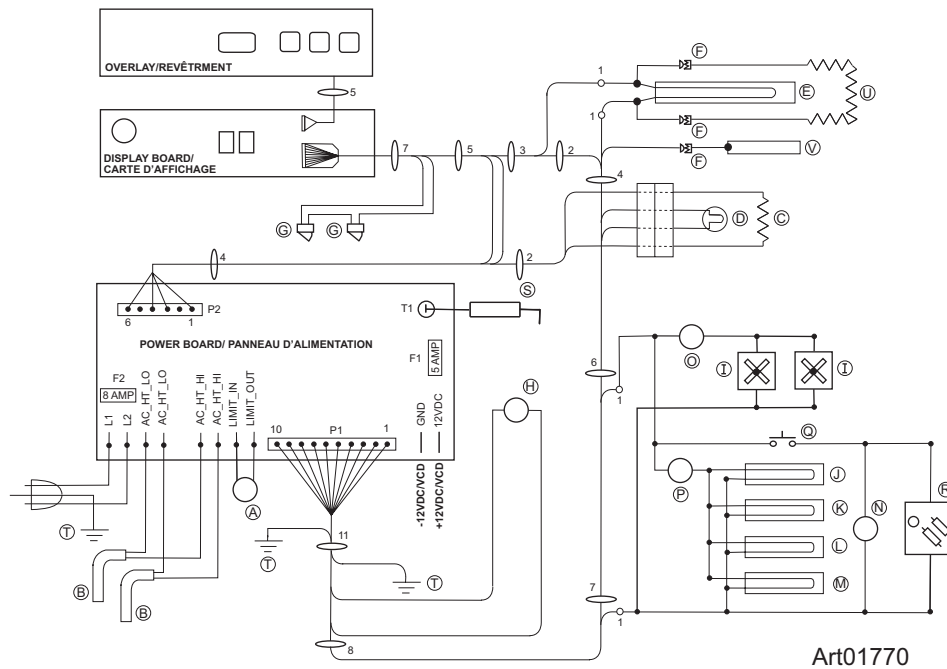 OVERLAY/REVÊTRMENT
5
DISPLAY BOARD/
CARTE D'AFFICHAGE
7
5
3
2
1
1
F
E
U
F
F
V
4
D
C
G
G
4
2
S
6
1
P2
T1
POWER BOARD/ PANNEAU D'ALIMENTATION
F1
5 AMP
F2
8 AMP
L1
L2
AC_HT_LO
AC_HT_LO
AC_HT_HI
AC_HT_HI
LIMIT_IN
LIMIT_OUT
10
P1
1
GND
12VDC
-12VDC/VCD
+12VDC/VCD
H
6
1
O
I
I
Q
P
J
K
L
M
N
R
A
T
B
B
11
T
T
7
1
8
Art01770